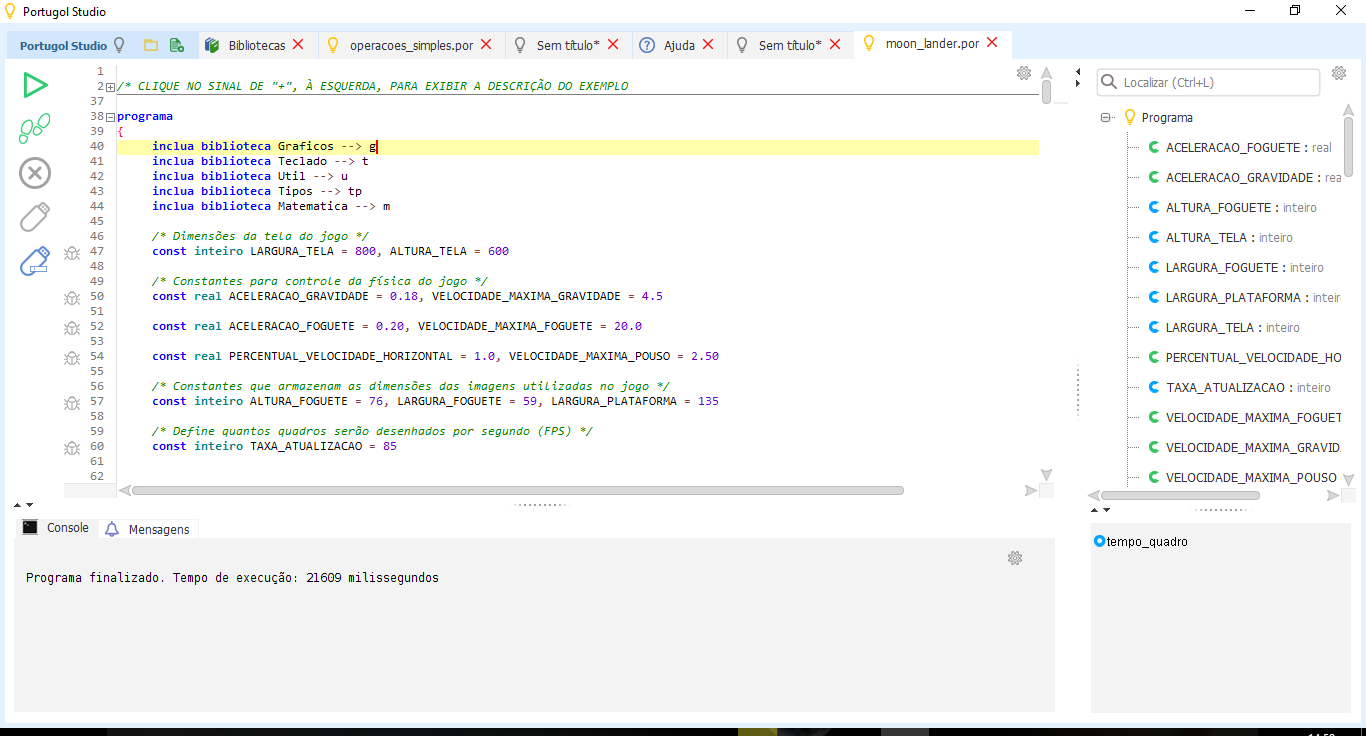 Portugol Studio
Portugol Studio Bibliotecas operacoes_simples.por Sem título* Ajuda Sem título* moon_lander.por
1
2 /* CLIQUE NO SINAL DE "+", À ESQUERDA, PARA EXIBIR A DESCRIÇÃO DO EXEMPLO
37
38 programa
39 {
40 inclua biblioteca Graficos --> g
41 inclua biblioteca Teclado --> t
42 inclua biblioteca Util --> u
43 inclua biblioteca Tipos --> tp
44 inclua biblioteca Matematica --> m
45
46 /* Dimensões da tela do jogo */
47 const inteiro LARGURA_TELA = 800, ALTURA_TELA = 600
48
49 /* Constantes para controle da física do jogo */
50 const real ACELERACAO_GRAVIDADE = 0.18, VELOCIDADE_MAXIMA_GRAVIDADE = 4.5
51
52 const real ACELERACAO_FOGUETE = 0.20, VELOCIDADE_MAXIMA_FOGUETE = 20.0
53
54 const real PERCENTUAL_VELOCIDADE_HORIZONTAL = 1.0, VELOCIDADE_MAXIMA_POUSO = 2.50
55
56 /* Constantes que armazenam as dimensões das imagens utilizadas no jogo */
57 const inteiro ALTURA_FOGUETE = 76, LARGURA_FOGUETE = 59, LARGURA_PLATAFORMA = 135
58
59 /* Define quantos quadros serão desenhados por segundo (FPS) */
60 const inteiro TAXA_ATUALIZACAO = 85
61
62
Localizar (Ctrl+L)
Programa
ACELERACAO_FOGUETE : real
ACELERACAO_GRAVIDADE : rea
ALTURA_FOGUETE : inteiro
ALTURA_TELA : inteiro
LARGURA_FOGUETE : inteiro
LARGURA_PLATAFORMA : inteir
LARGURA_TELA : inteiro
PERCENTUAL_VELOCIDADE_HO
TAXA_ATUALIZACAO : inteiro
VELOCIDADE_MAXIMA_FOGUET
VELOCIDADE_MAXIMA_GRAVID
VELOCIDADE_MAXIMA_POUSO
Console Mensagens
Programa finalizado. Tempo de execução: 21609 milissegundos
tempo_quadro